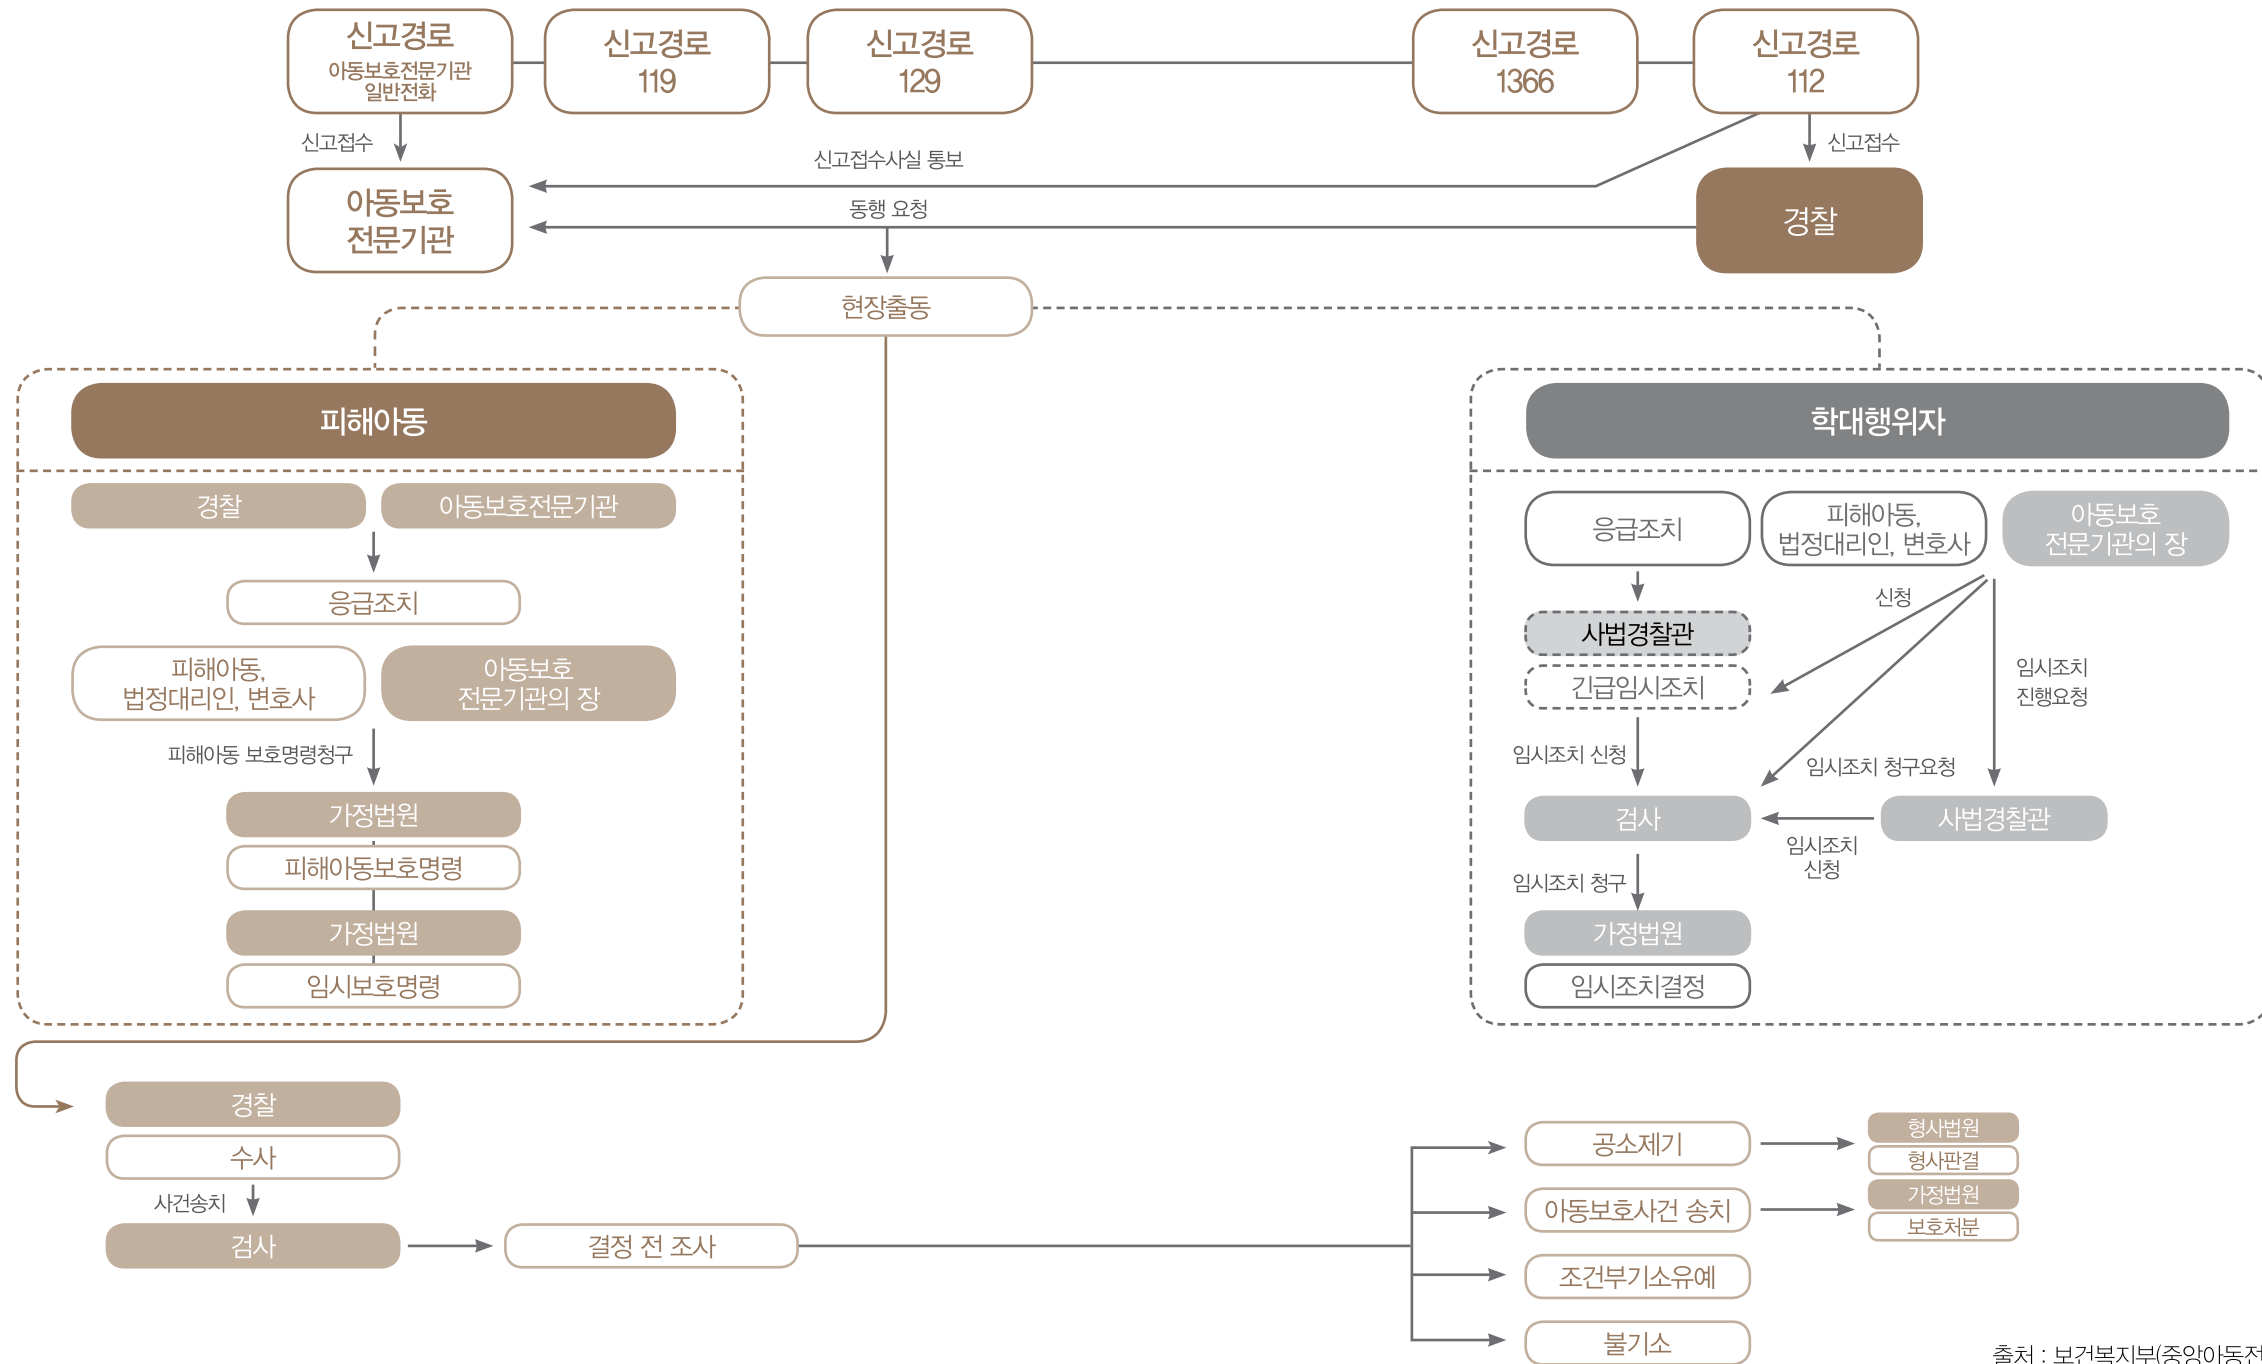 신고경로
아동보호전문기관
일반전화
신고경로
119
신고경로
129
신고경로
1366
신고경로
112
신고접수
신고접수사실 통보
신고접수
아동보호
전문기관
동행 요청
경찰
현장출동
피해아동
경찰
아동보호전문기관
응급조치
피해아동,
법정대리인, 변호사
아동보호
전문기관의 장
피해아동 보호명령청구
가정법원
피해아동보호명령
가정법원
임시보호명령
학대행위자
응급조치
피해아동,
법정대리인, 변호사
아동보호
전문기관의 장
신청
사법경찰관
긴급임시조치
임시조치
진행요청
임시조치 신청
임시조치 청구요청
검사
사법경찰관
임시조치
신청
임시조치 청구
가정법원
임시조치결정
경찰
수사
사건송치
검사
결정 전 조사
공소제기
형사법원
형사판결
아동보호사건 송치
가정법원
보호처분
조건부기소유예
불기소
출처 : 보건복지부(중앙아동전